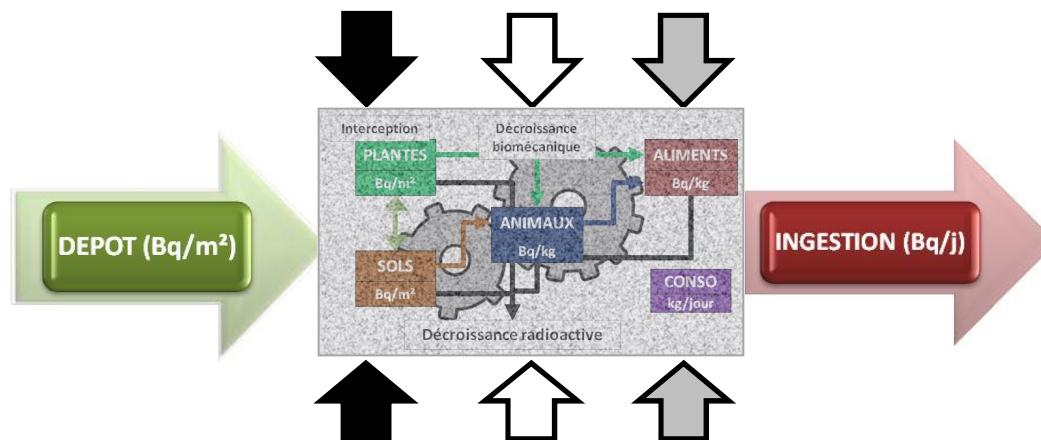 DEPOT (Bq/m²)
Interception
PLANTES
Bq/m²
Décroissance
biomécanique
ALIMENTS
Bq/kg
ANIMAUX
Bq/kg
SOLS
Bq/m²
CONSO
kg/jour
Décroissance radioactive
INGESTION (Bq/j)